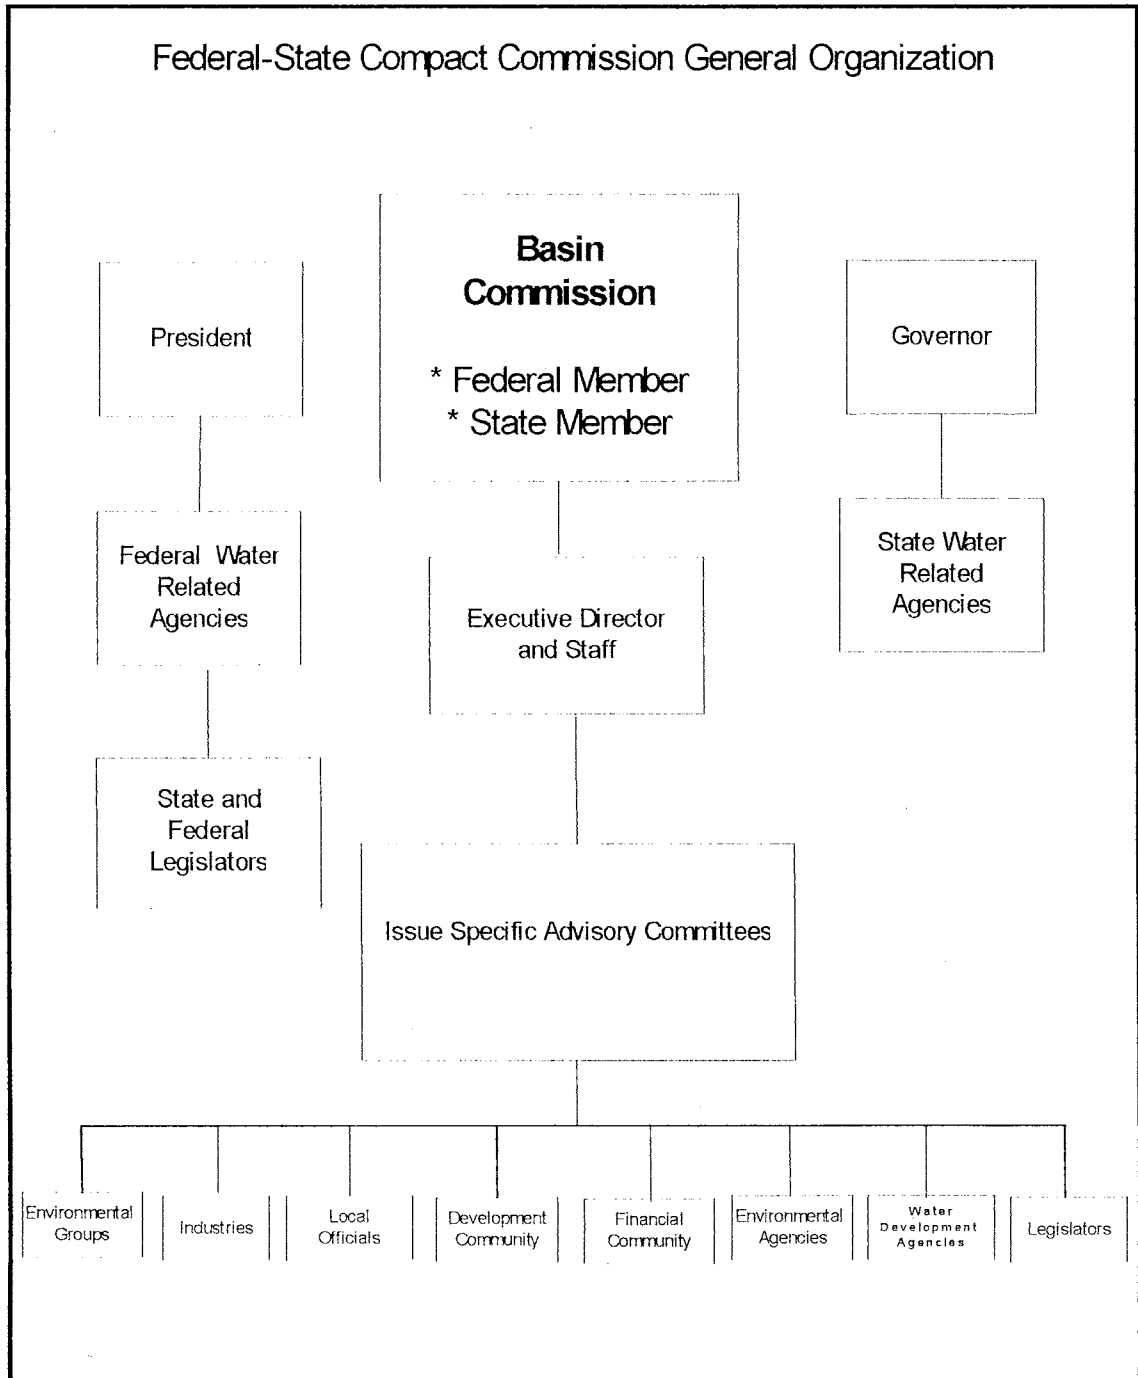 Federal-State Compact Commission General Organization
Basin
Commission
* Federal Member
* State Member
President
Governor
Federal Water
Related
Agencies
Executive Director
and Staff
State Water
Related
Agencies
State and
Federal
Legislators
Issue Specific Advisory Committees
Environmental
Groups
Industries
Local
Officials
Development
Community
Financial
Community
Environmental
Agencies
Water
Development
Agencies
Legislators